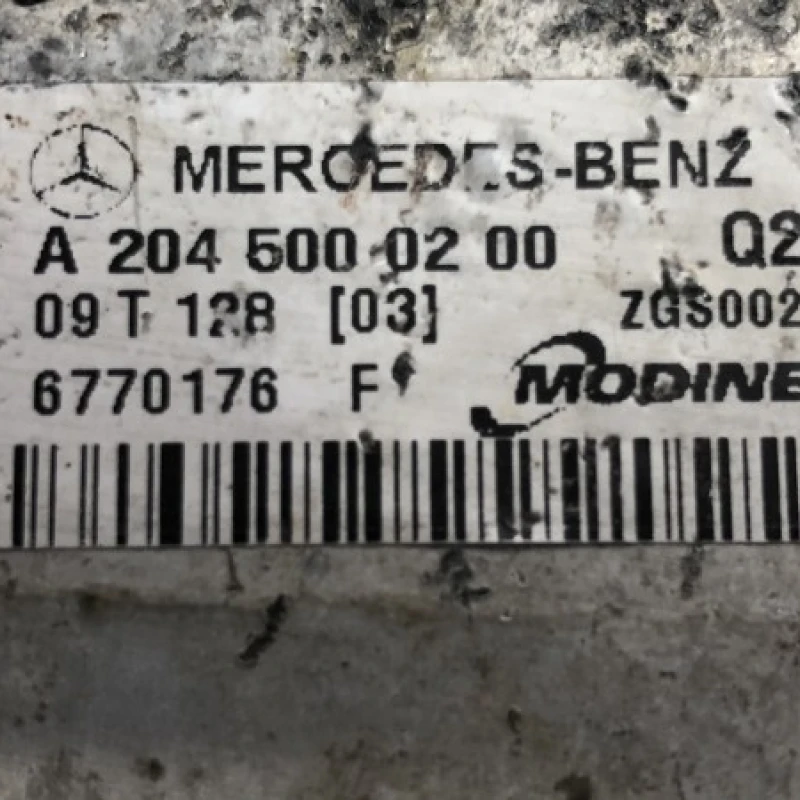 MERCEDES-BENZ
A 204 500 02 00 Q2
09 T 128 [03] ZGS002
6770176 F MODINE